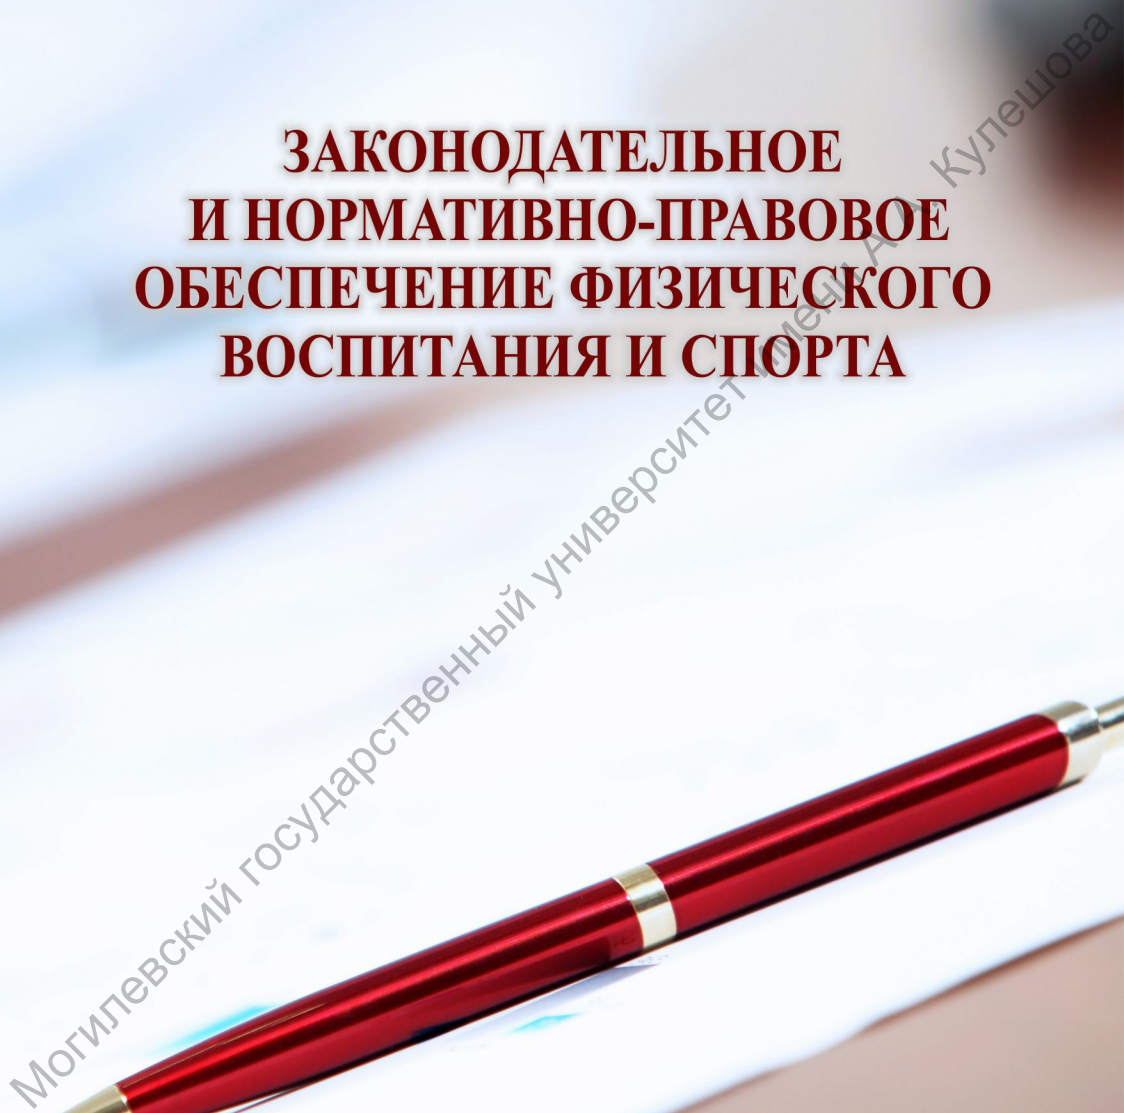 ЗАКОНОДАТЕЛЬНОЕ
И НОРМАТИВНО-ПРАВОВОЕ
ОБЕСПЕЧЕНИЕ ФИЗИЧЕСКОГО
ВОСПИТАНИЯ И СПОРТА
Могилевский государственный университет имени А. А. Кулешова